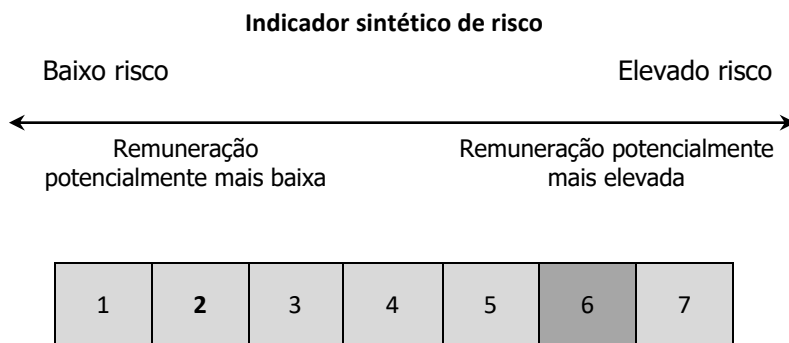 Indicador sintético de risco
Baixo risco
Elevado risco
Remuneração
potencialmente mais baixa
Remuneração potencialmente
mais elevada
1 2 3 4 5 6 7